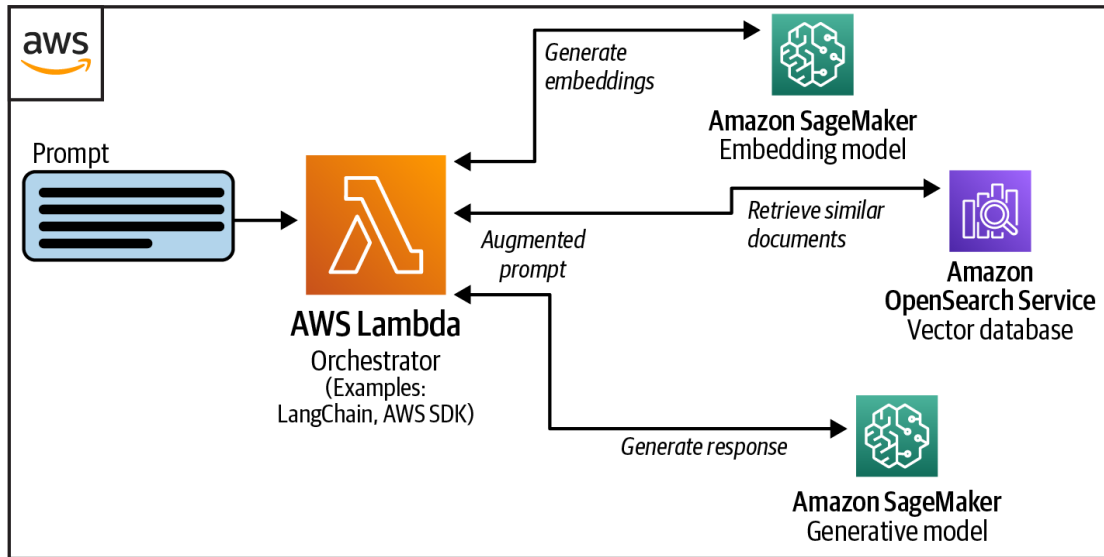 aws
Prompt
Generate
embeddings
Amazon SageMaker
Embedding model
Retrieve similar
documents
Augmented
prompt
Amazon
OpenSearch Service
Vector database
AWS Lambda
Orchestrator
(Examples:
LangChain, AWS SDK)
Generate response
Amazon SageMaker
Generative model